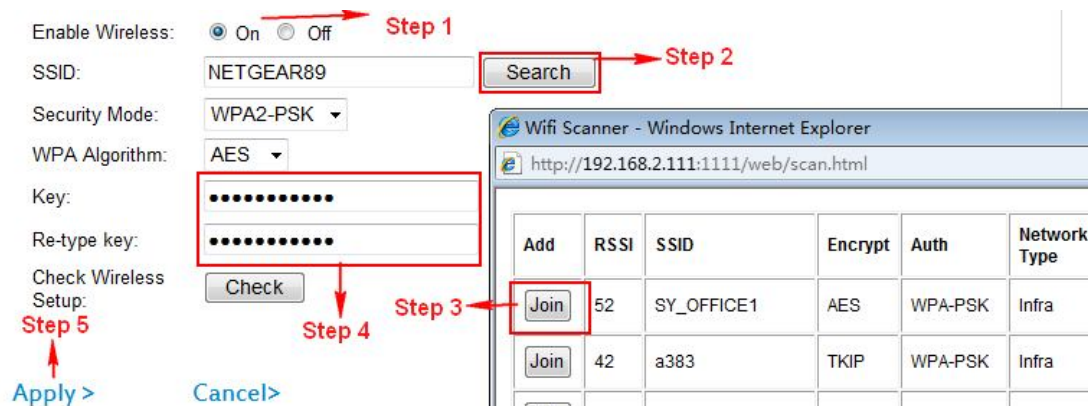 Enable Wireless: On Off Step 1
SSID: NETGEAR89 Search Step 2
Security Mode: WPA2-PSK
WPA Algorithm: AES
Key: •••••••••••
Re-type key: •••••••••••
Check Wireless
Setup: Check
Step 5
Step 4
Step 3
Apply > Cancel>
Wifi Scanner - Windows Internet Explorer
http://192.168.2.111:1111/web/scan.html
Add RSSI SSID Encrypt Auth Network
Type
Join 52 SY_OFFICE1 AES WPA-PSK Infra
Join 42 a383 TKIP WPA-PSK Infra